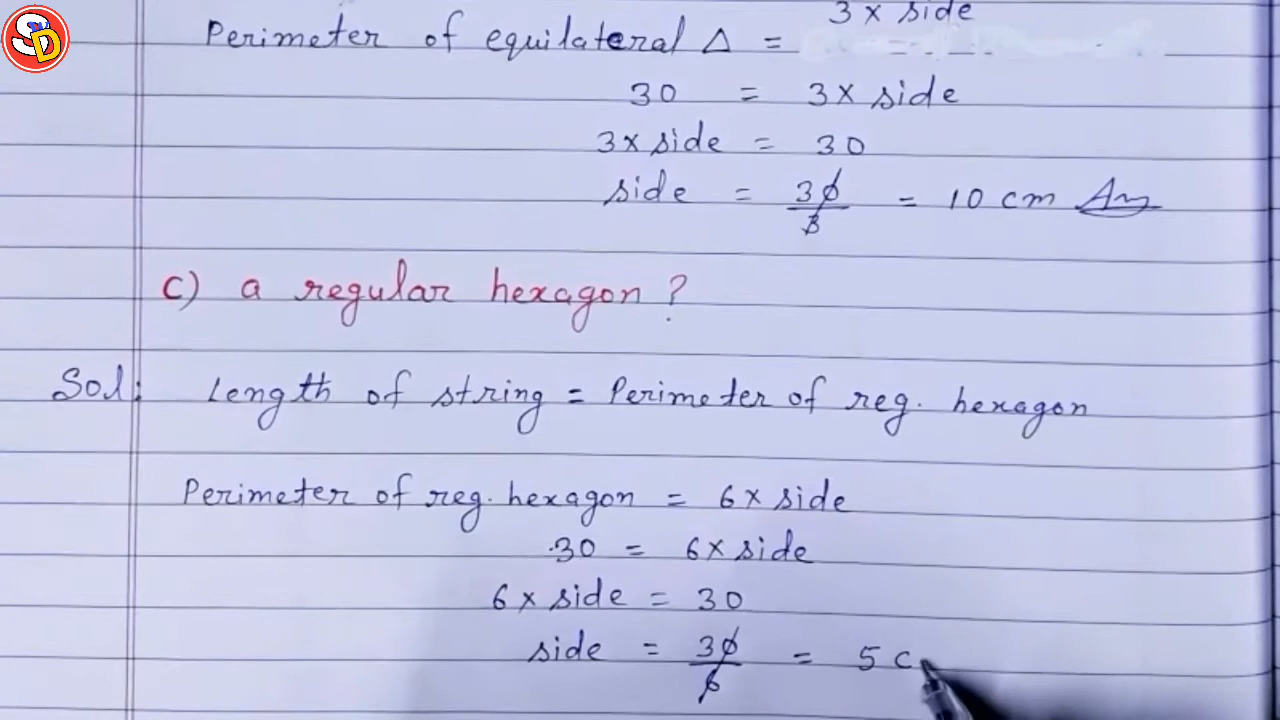 SD
3 x side
Perimeter of equilateral Δ =
30 = 3 x side
3 x side = 30
side = 30/3 = 10 cm Ans
c) a regular hexagon?
Sol: Length of string = Perimeter of reg. hexagon
Perimeter of reg. hexagon = 6 x side
30 = 6 x side
6 x side = 30
side = 30/6 = 5 c